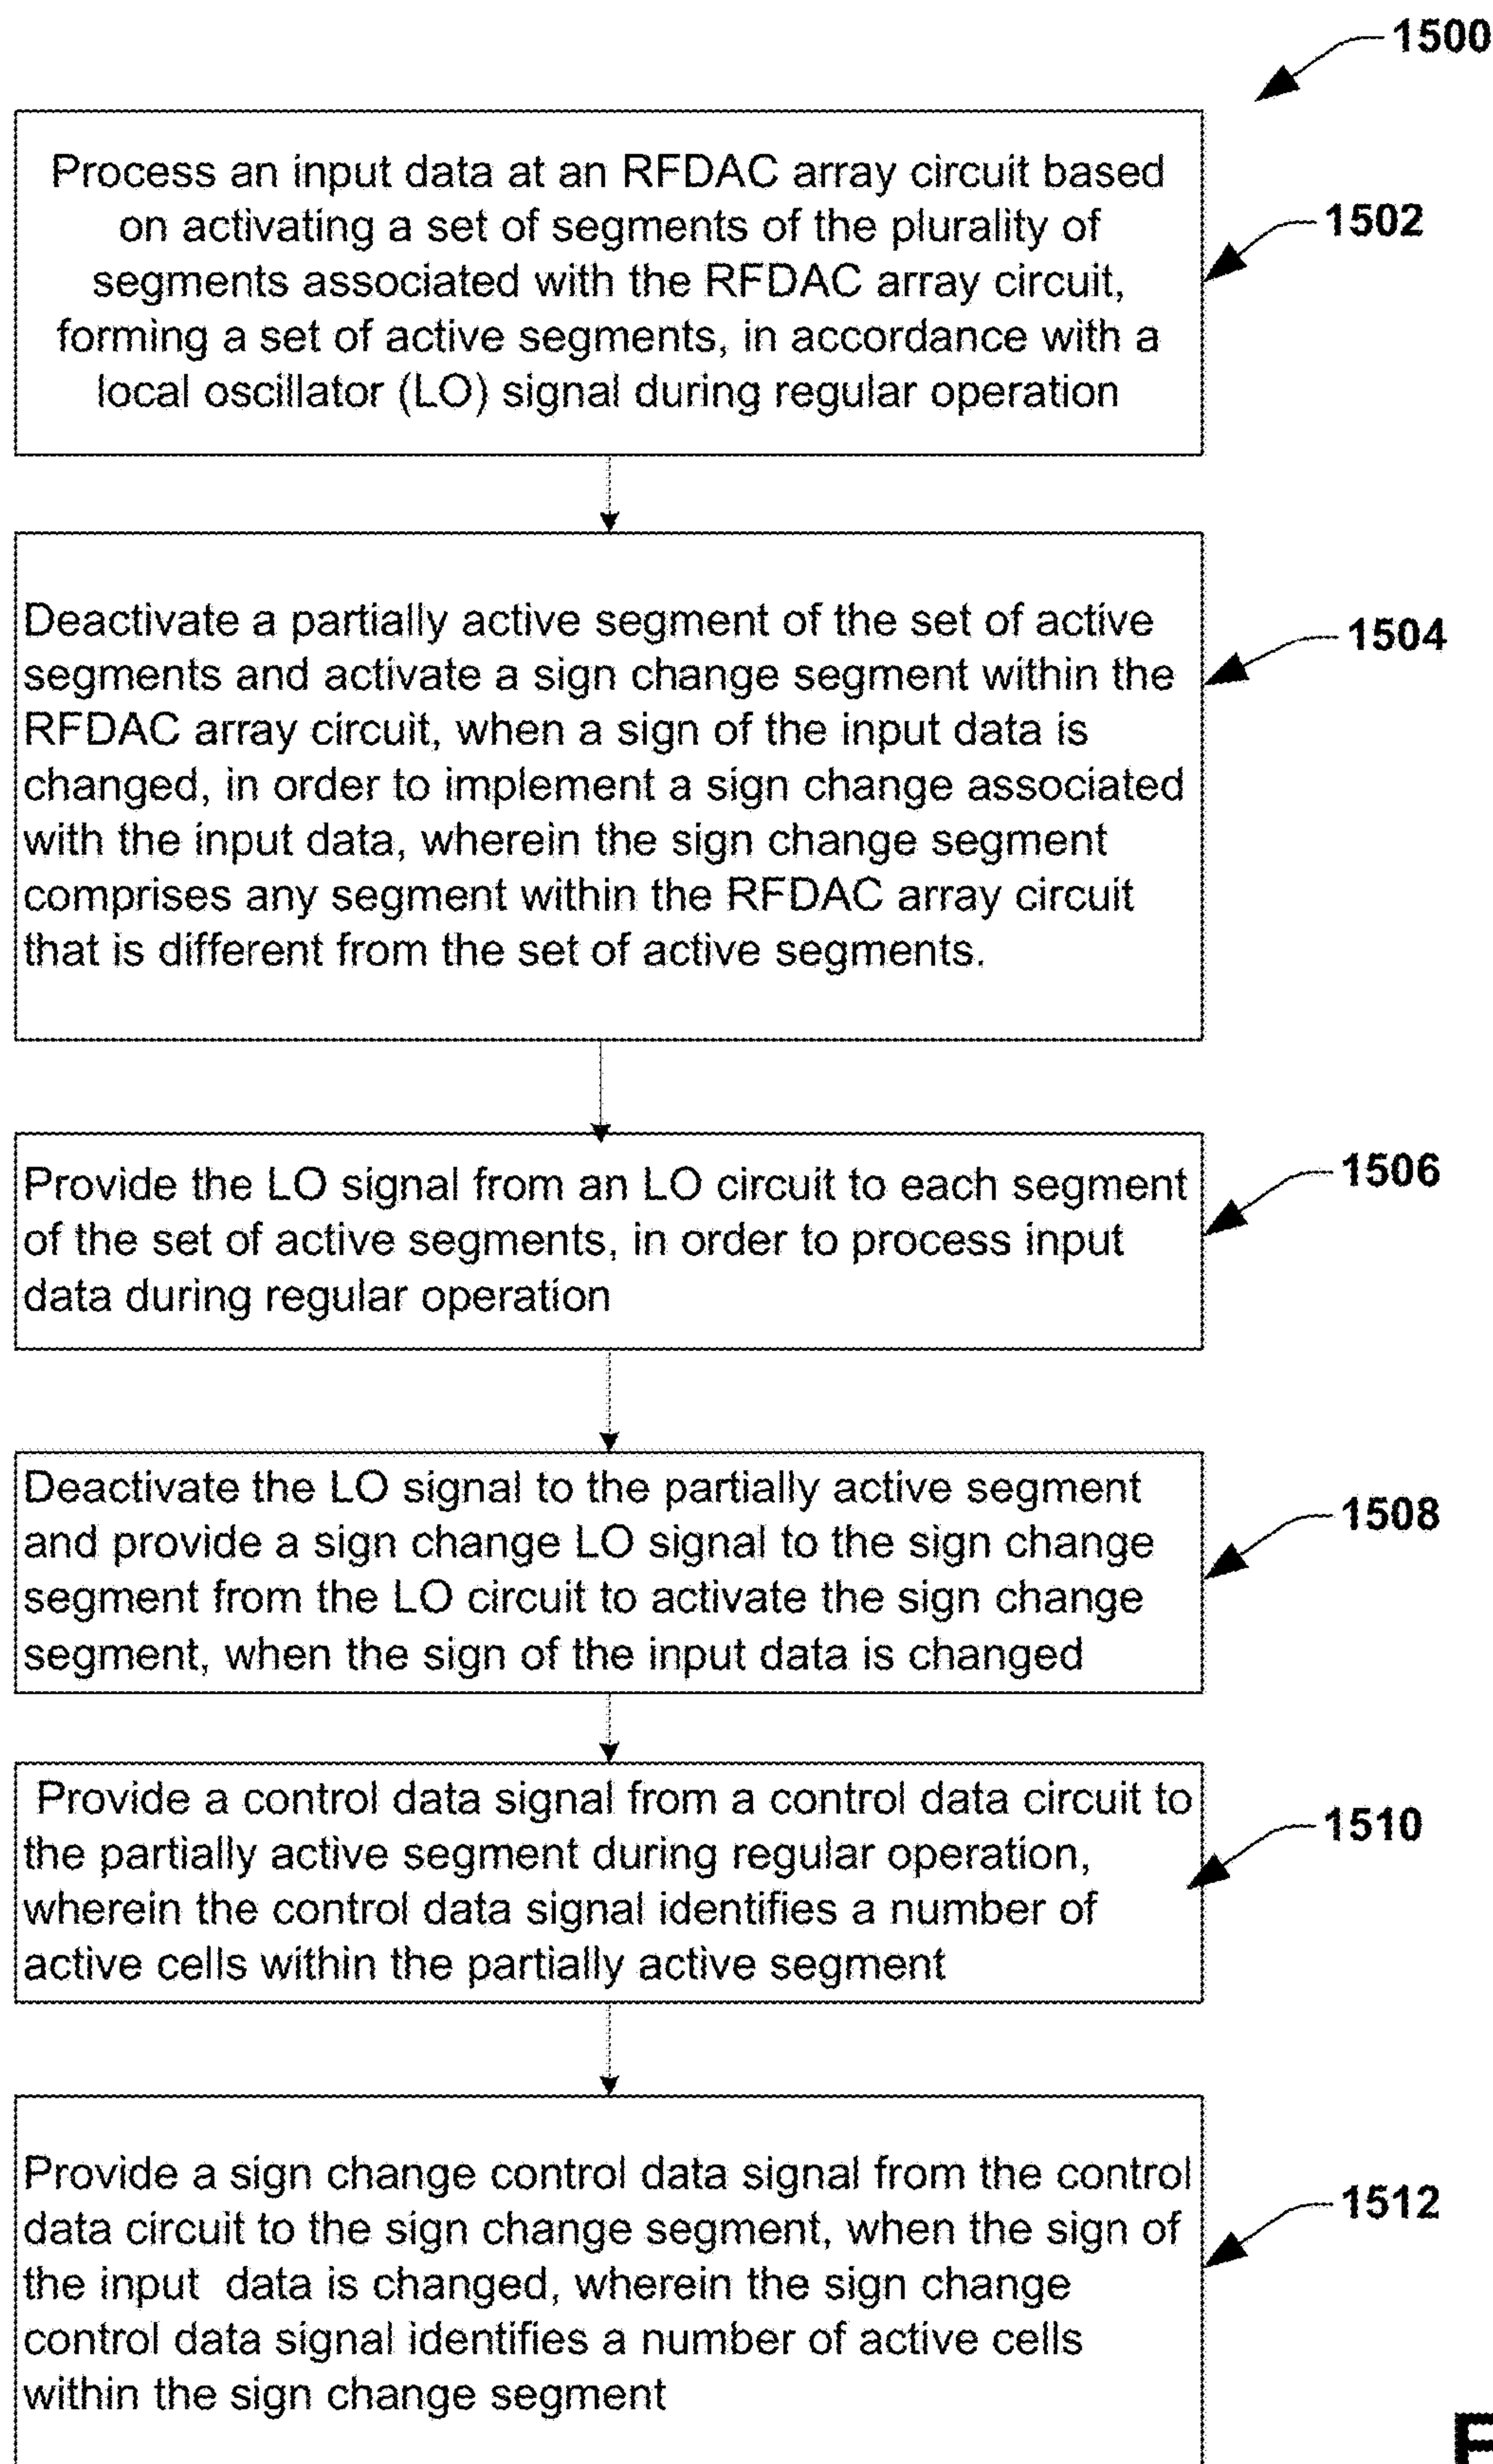 1500
Process an input data at an RFDAC array circuit based
on activating a set of segments of the plurality of
segments associated with the RFDAC array circuit,
forming a set of active segments, in accordance with a
local oscillator (LO) signal during regular operation
1502
Deactivate a partially active segment of the set of active
segments and activate a sign change segment within the
RFDAC array circuit, when a sign of the input data is
changed, in order to implement a sign change associated
with the input data, wherein the sign change segment
comprises any segment within the RFDAC array circuit
that is different from the set of active segments.
1504
Provide the LO signal from an LO circuit to each segment
of the set of active segments, in order to process input
data during regular operation
1506
Deactivate the LO signal to the partially active segment
and provide a sign change LO signal to the sign change
segment from the LO circuit to activate the sign change
segment, when the sign of the input data is changed
1508
Provide a control data signal from a control data circuit to
the partially active segment during regular operation,
wherein the control data signal identifies a number of
active cells within the partially active segment
1510
Provide a sign change control data signal from the control
data circuit to the sign change segment, when the sign of
the input data is changed, wherein the sign change
control data signal identifies a number of active cells
within the sign change segment
1512